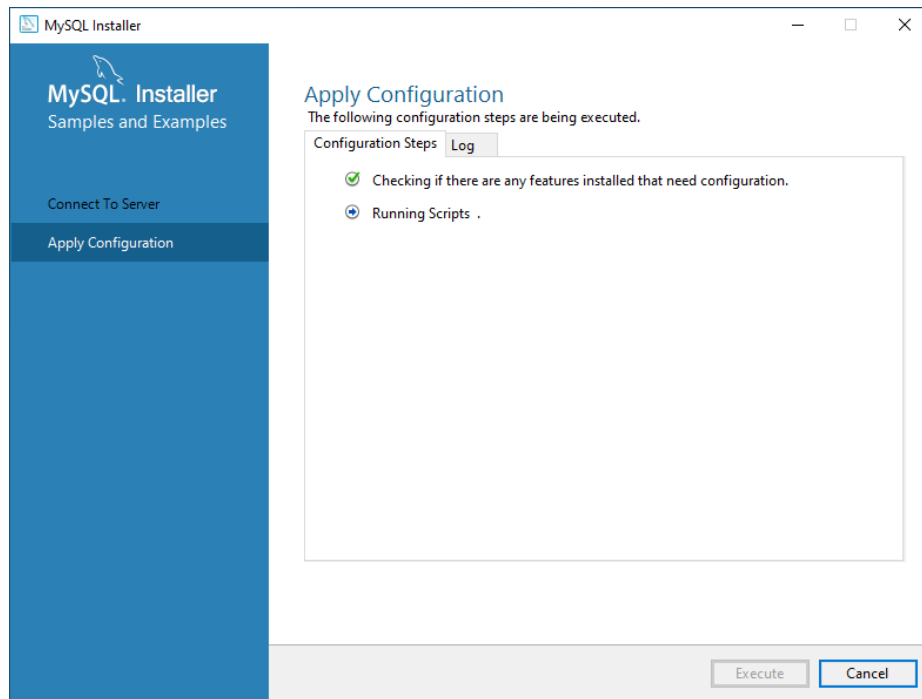 MySQL Installer
MySQL. Installer
Samples and Examples
Connect To Server
Apply Configuration
Apply Configuration
The following configuration steps are being executed.
Configuration Steps
Log
Checking if there are any features installed that need configuration.
Running Scripts .
Execute
Cancel